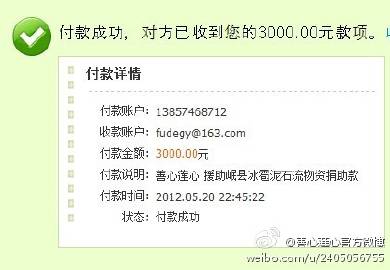 付款成功，对方已收到您的3000.00元款项。
付款详情
付款账户：13857468712
收款账户：fudegy@163.com
付款金额：3000.00元
付款说明：善心莲心 援助岷县冰雹泥石流物资捐助款
付款时间：2012.05.20 22:45:22
状态：付款成功
@善心莲心官方微博
weibo.com/u/2405056755